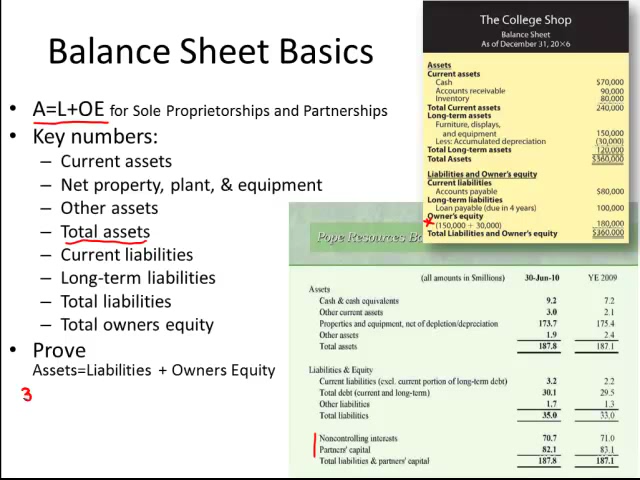 Balance Sheet Basics
• A=L+OE for Sole Proprietorships and Partnerships
• Key numbers:
– Current assets
– Net property, plant, & equipment
– Other assets
– Total assets
– Current liabilities
– Long-term liabilities
– Total liabilities
– Total owners equity
• Prove
Assets=Liabilities + Owners Equity
3
The College Shop
Balance Sheet
As of December 31, 20×6
Assets
Current assets
Cash $70,000
Accounts receivable 90,000
Inventory 80,000
Total Current assets 240,000
Long-term assets
Furniture, displays,
and equipment 150,000
Less: Accumulated depreciation (30,000)
Total Long-term assets 120,000
Total Assets $360,000
Liabilities and Owner's equity
Current liabilities
Accounts payable $80,000
Long-term liabilities
Loan payable (due in 4 years) 100,000
Owner's equity
(150,000 + 30,000) 180,000
Total Liabilities and Owner's equity $360,000
Pope Resources Ba
(all amounts in $millions) 30-Jun-10 YE 2009
Assets
Cash & cash equivalents 9.2 7.2
Other current assets 3.0 2.1
Properties and equipment, net of depletion/depreciation 173.7 175.4
Other assets 1.9 2.4
Total assets 187.8 187.1
Liabilities & Equity
Current liabilities (excl. current portion of long-term debt) 3.2 2.2
Total debt (current and long-term) 30.1 29.5
Other liabilities 1.7 1.3
Total liabilities 35.0 33.0
Noncontrolling interests 70.7 71.0
Partners' capital 82.1 83.1
Total liabilities & partners' capital 187.8 187.1